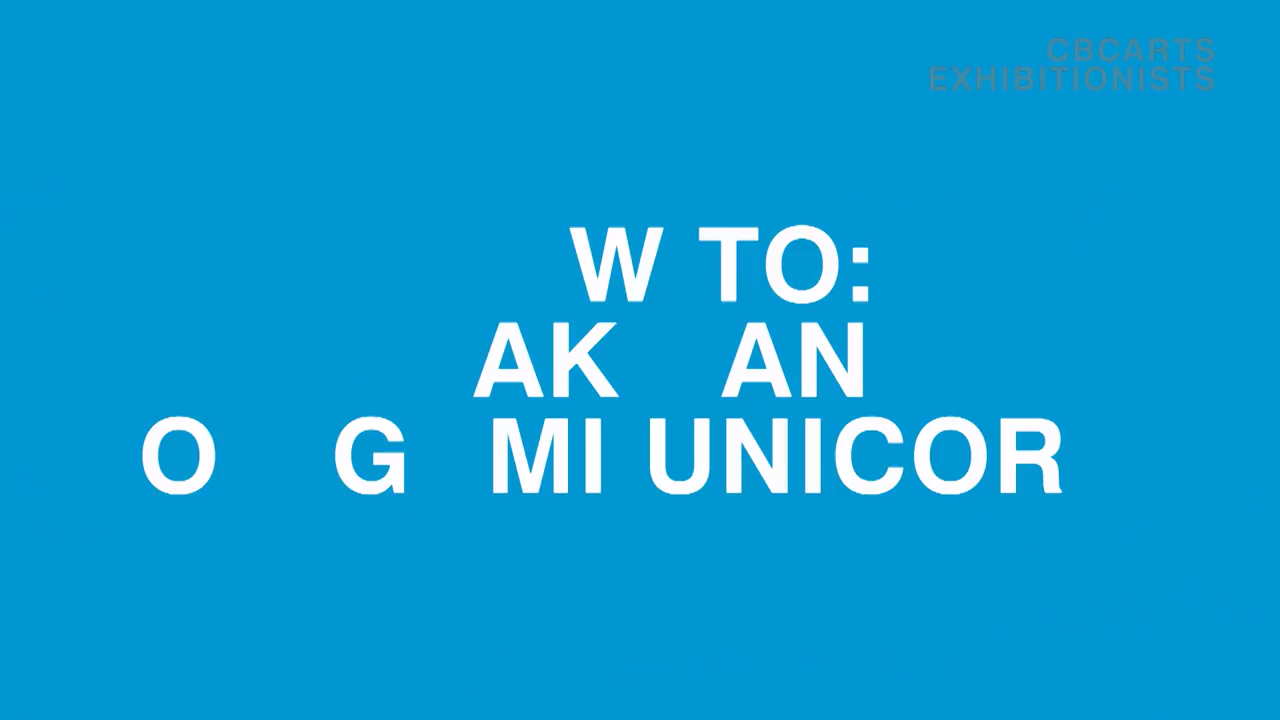 CBCARTS
EXHIBITIONISTS
W TO:
AK AN
O G MI UNICOR